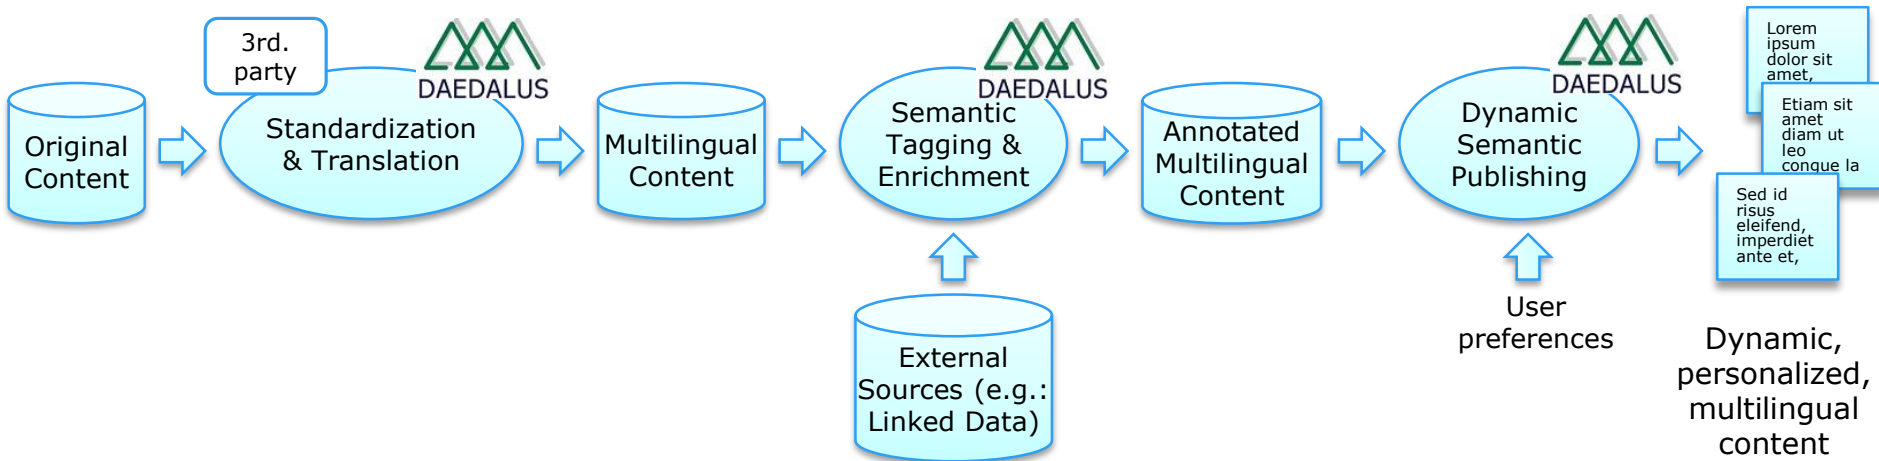 Original
Content
3rd.
party
DAEDALUS
Standardization
& Translation
Multilingual
Content
DAEDALUS
Semantic
Tagging &
Enrichment
External
Sources (e.g.:
Linked Data)
Annotated
Multilingual
Content
DAEDALUS
Dynamic
Semantic
Publishing
User
preferences
Lorem
ipsum
dolor sit
amet,
Etiam sit
amet
diam ut
leo
congue la
Sed id
risus
eleifend,
imperdiet
ante et,
Dynamic,
personalized,
multilingual
content